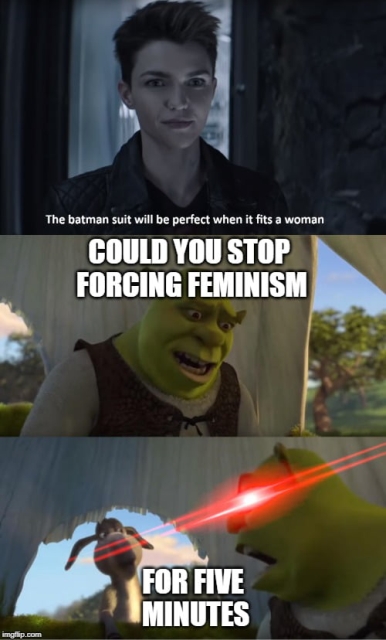 The batman suit will be perfect when it fits a woman
COULD YOU STOP
FORCING FEMINISM
FOR FIVE
MINUTES
imgflip.com